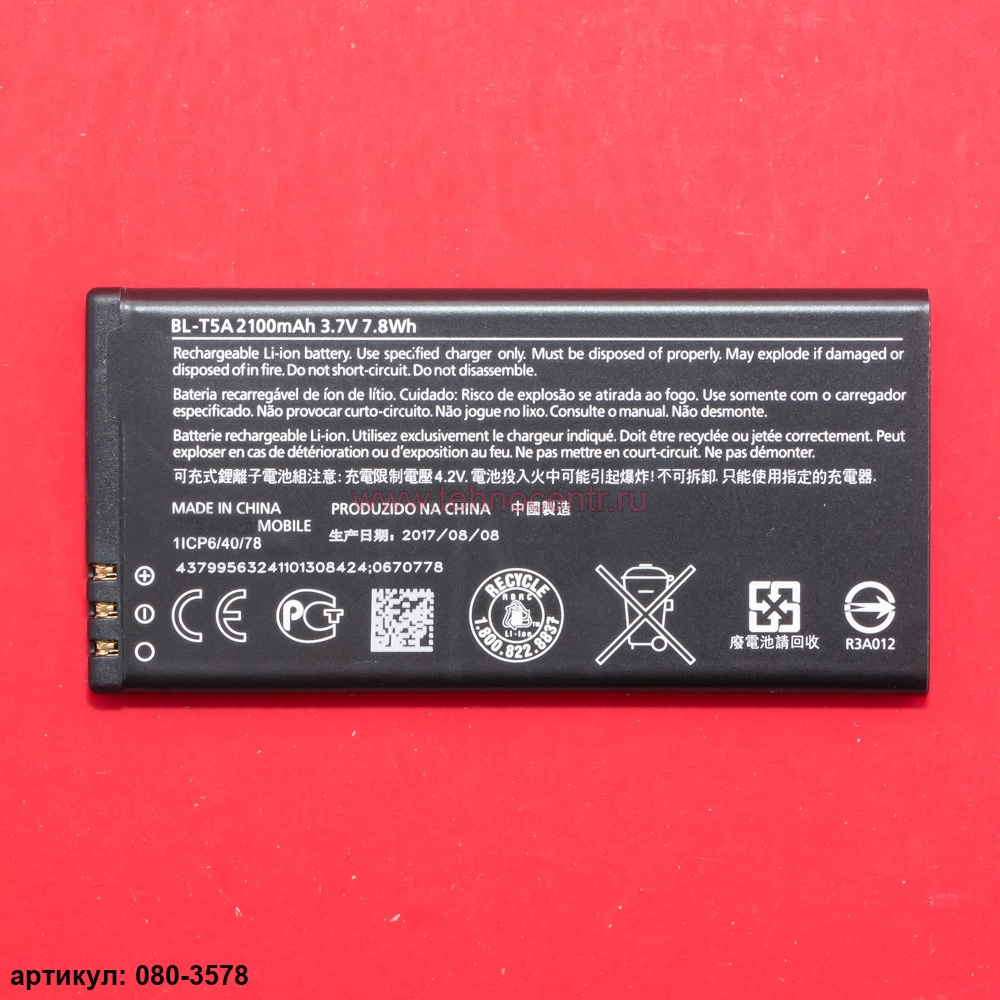 BL-T5A 2100mAh 3.7V 7.8Wh
Rechargeable Li-ion battery. Use specified charger only. Must be disposed of properly. May explode if damaged or
disposed of in fire. Do not short-circuit. Do not disassemble.
Bateria recarregável de íon de lítio. Cuidado: Risco de explosão se atirada ao fogo. Use somente com o carregador
especificado. Não provocar curto-circuito. Não jogue no lixo. Consulte o manual. Não desmonte.
Batterie rechargeable Li-ion. Utilisez exclusivement le chargeur indiqué. Doit être recyclée ou jetée correctement. Peut
exploser en cas de détérioration ou d'exposition au feu. Ne pas mettre en court-circuit. Ne pas démonter.
可充式鋰離子電池組注意: 充電限制電壓4.2V. 電池投入火中可能引起爆炸! 不可拆卸. 只能使用指定的充電器.
www.tehnocentr.ru
MADE IN CHINA PRODUZIDO NA CHINA 中國製造
MOBILE
1ICP6/40/78 生产日期: 2017/08/08
43799563241101308424;0670778
CE
RECYCLE
RBRC
Li-Ion
TM
1.800.822.8837
廢電池請回收
R3A012
артикул: 080-3578